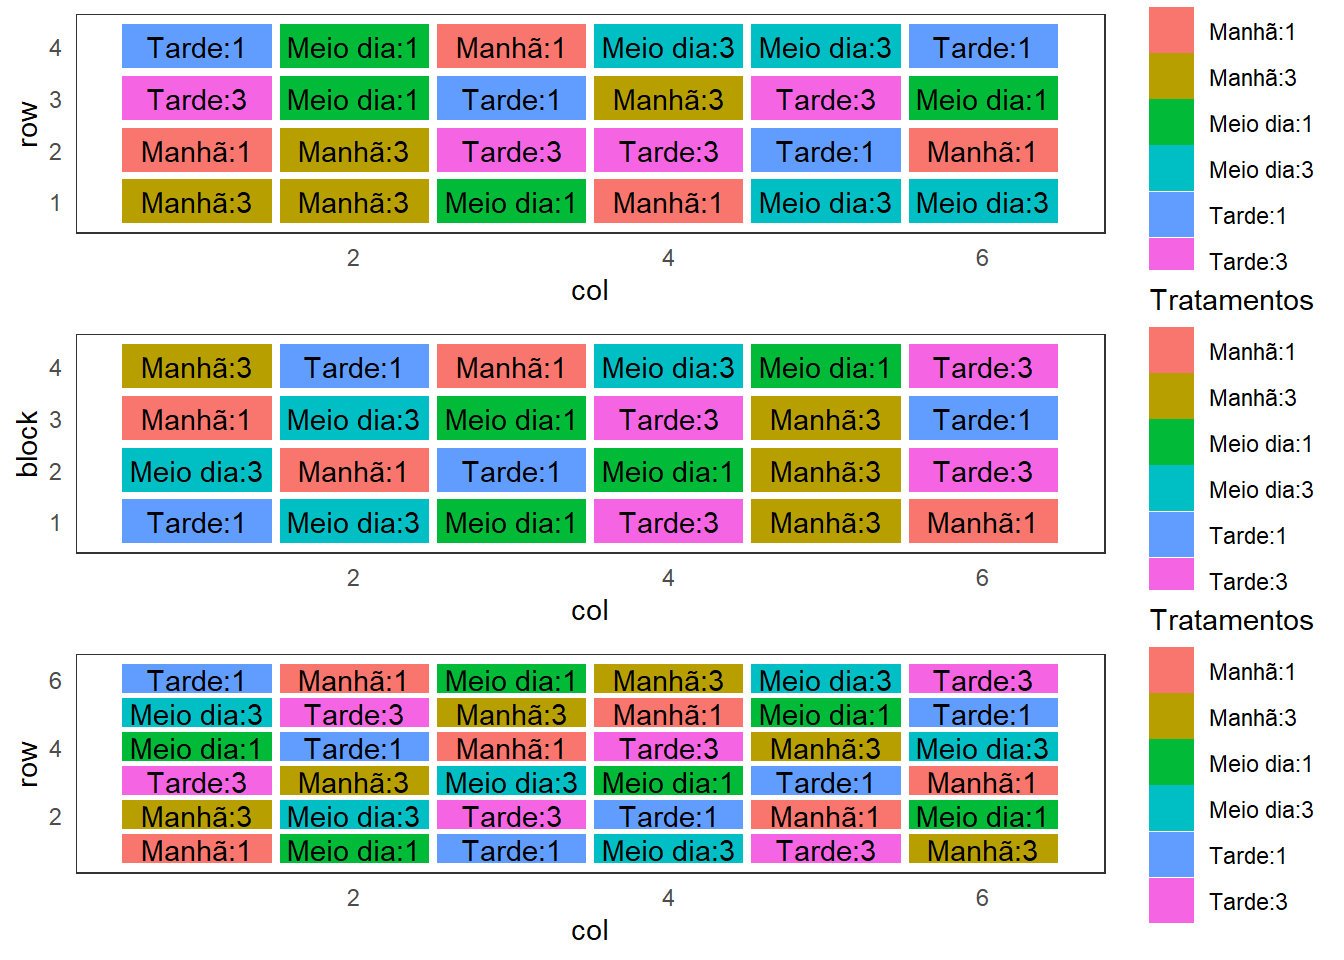 4 Tarde:1 Meio dia:1 Manhã:1 Meio dia:3 Meio dia:3 Tarde:1
3 Tarde:3 Meio dia:1 Tarde:1 Manhã:3 Tarde:3 Meio dia:1
2 Manhã:1 Manhã:3 Tarde:3 Tarde:3 Tarde:1 Manhã:1
1 Manhã:3 Manhã:3 Meio dia:1 Manhã:1 Meio dia:3 Meio dia:3
row
2 4 6
col
Manhã:1
Manhã:3
Meio dia:1
Meio dia:3
Tarde:1
Tarde:3
Tratamentos
4 Manhã:3 Tarde:1 Manhã:1 Meio dia:3 Meio dia:1 Tarde:3
3 Manhã:1 Meio dia:3 Meio dia:1 Tarde:3 Manhã:3 Tarde:1
2 Meio dia:3 Manhã:1 Tarde:1 Meio dia:1 Manhã:3 Tarde:3
1 Tarde:1 Meio dia:3 Meio dia:1 Tarde:3 Manhã:3 Manhã:1
block
2 4 6
col
Manhã:1
Manhã:3
Meio dia:1
Meio dia:3
Tarde:1
Tarde:3
Tratamentos
6 Tarde:1 Manhã:1 Meio dia:1 Manhã:3 Meio dia:3 Tarde:3
Meio dia:3 Tarde:3 Manhã:3 Manhã:1 Meio dia:1 Tarde:1
4 Meio dia:1 Tarde:1 Manhã:1 Tarde:3 Manhã:3 Meio dia:3
Tarde:3 Manhã:3 Meio dia:3 Meio dia:1 Tarde:1 Manhã:1
2 Manhã:3 Meio dia:3 Tarde:3 Tarde:1 Manhã:1 Meio dia:1
Manhã:1 Meio dia:1 Tarde:1 Meio dia:3 Tarde:3 Manhã:3
row
2 4 6
col
Manhã:1
Manhã:3
Meio dia:1
Meio dia:3
Tarde:1
Tarde:3